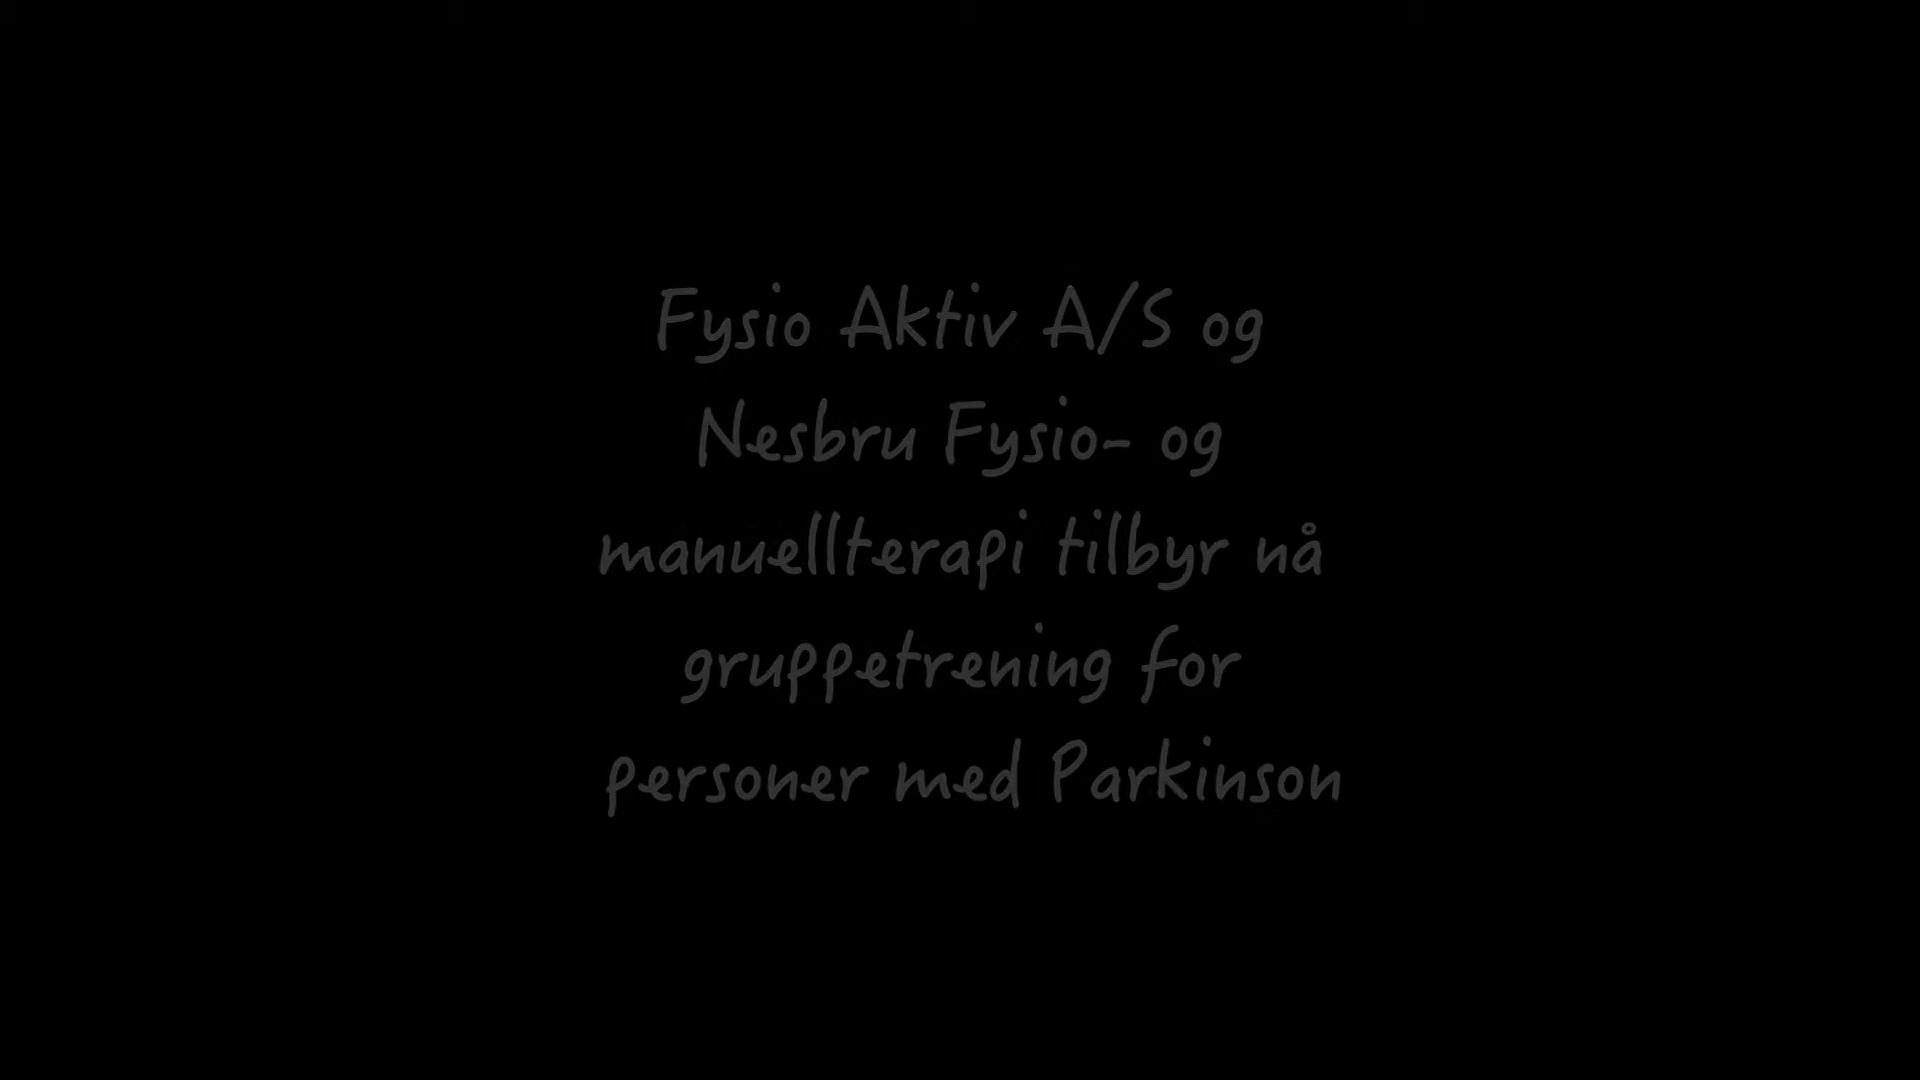 Fysio Aktiv A/S og
Nesbru Fysio- og
manuellterapi tilbyr nå
gruppetrening for
personer med Parkinson